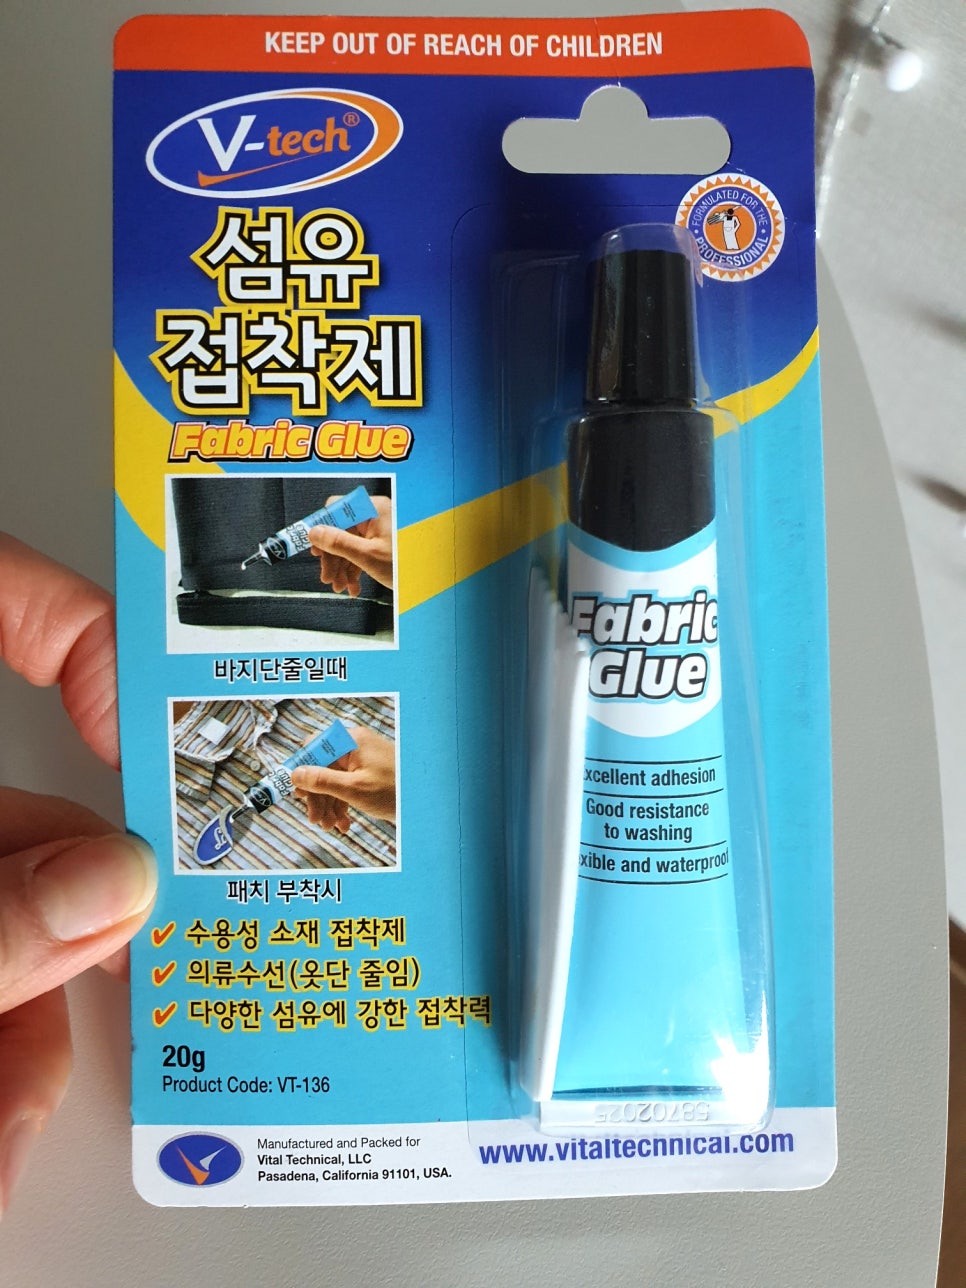 KEEP OUT OF REACH OF CHILDREN
V-tech®
FORMULATED FOR THE
PROFESSIONAL
섬유
접착제
Fabric Glue
바지단줄일때
패치 부착시
✓ 수용성 소재 접착제
✓ 의류수선(옷단 줄임)
✓ 다양한 섬유에 강한 접착력
20g
Product Code: VT-136
Manufactured and Packed for
Vital Technical, LLC
Pasadena, California 91101, USA.
www.vitaltechnical.com
Fabric
Glue
xcellent adhesion
Good resistance
to washing
exible and waterproof